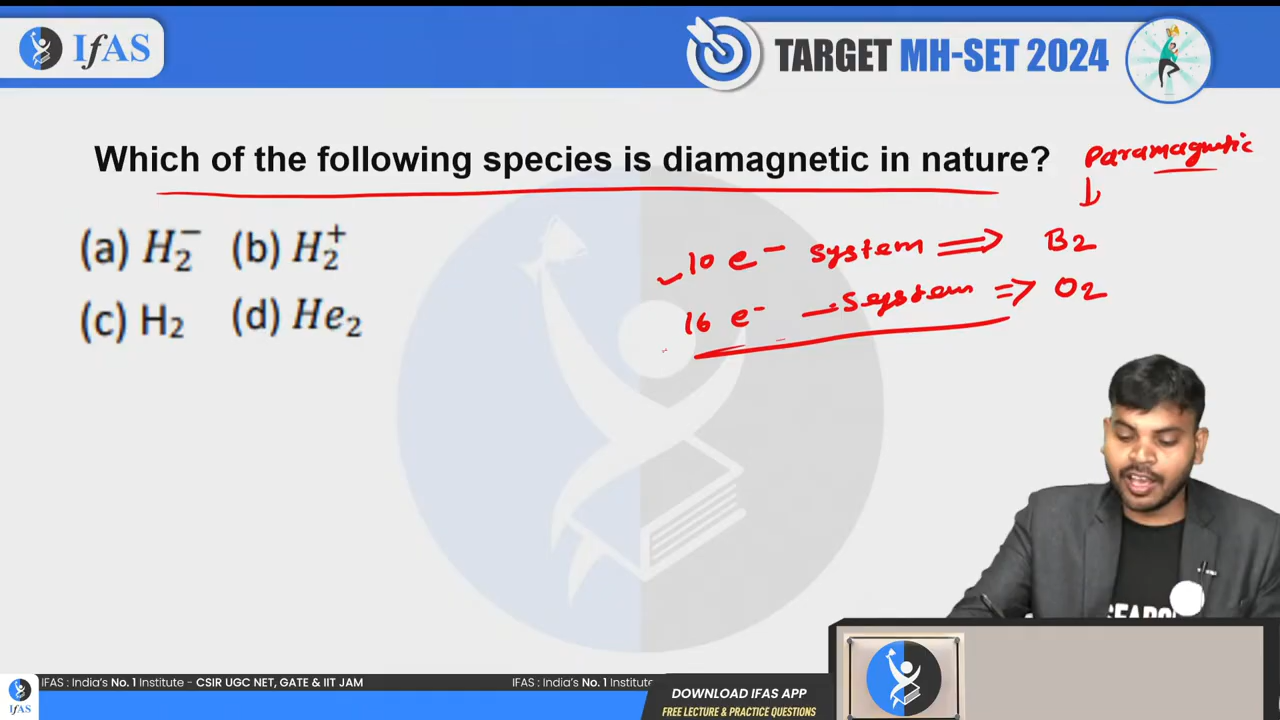 IfAS
TARGET MH-SET 2024
Which of the following species is diamagnetic in nature?
Paramagnetic
(a) H₂⁻ (b) H₂⁺
(c) H₂ (d) He₂
10 e⁻ system ⇒ B2
16 e⁻ - System ⇒ O2
EARC
IFAS : India's No. 1 Institute - CSIR UGC NET, GATE & IIT JAM
IFAS : India's No. 1 Institute
DOWNLOAD IFAS APP
FREE LECTURE & PRACTICE QUESTIONS
IfAS